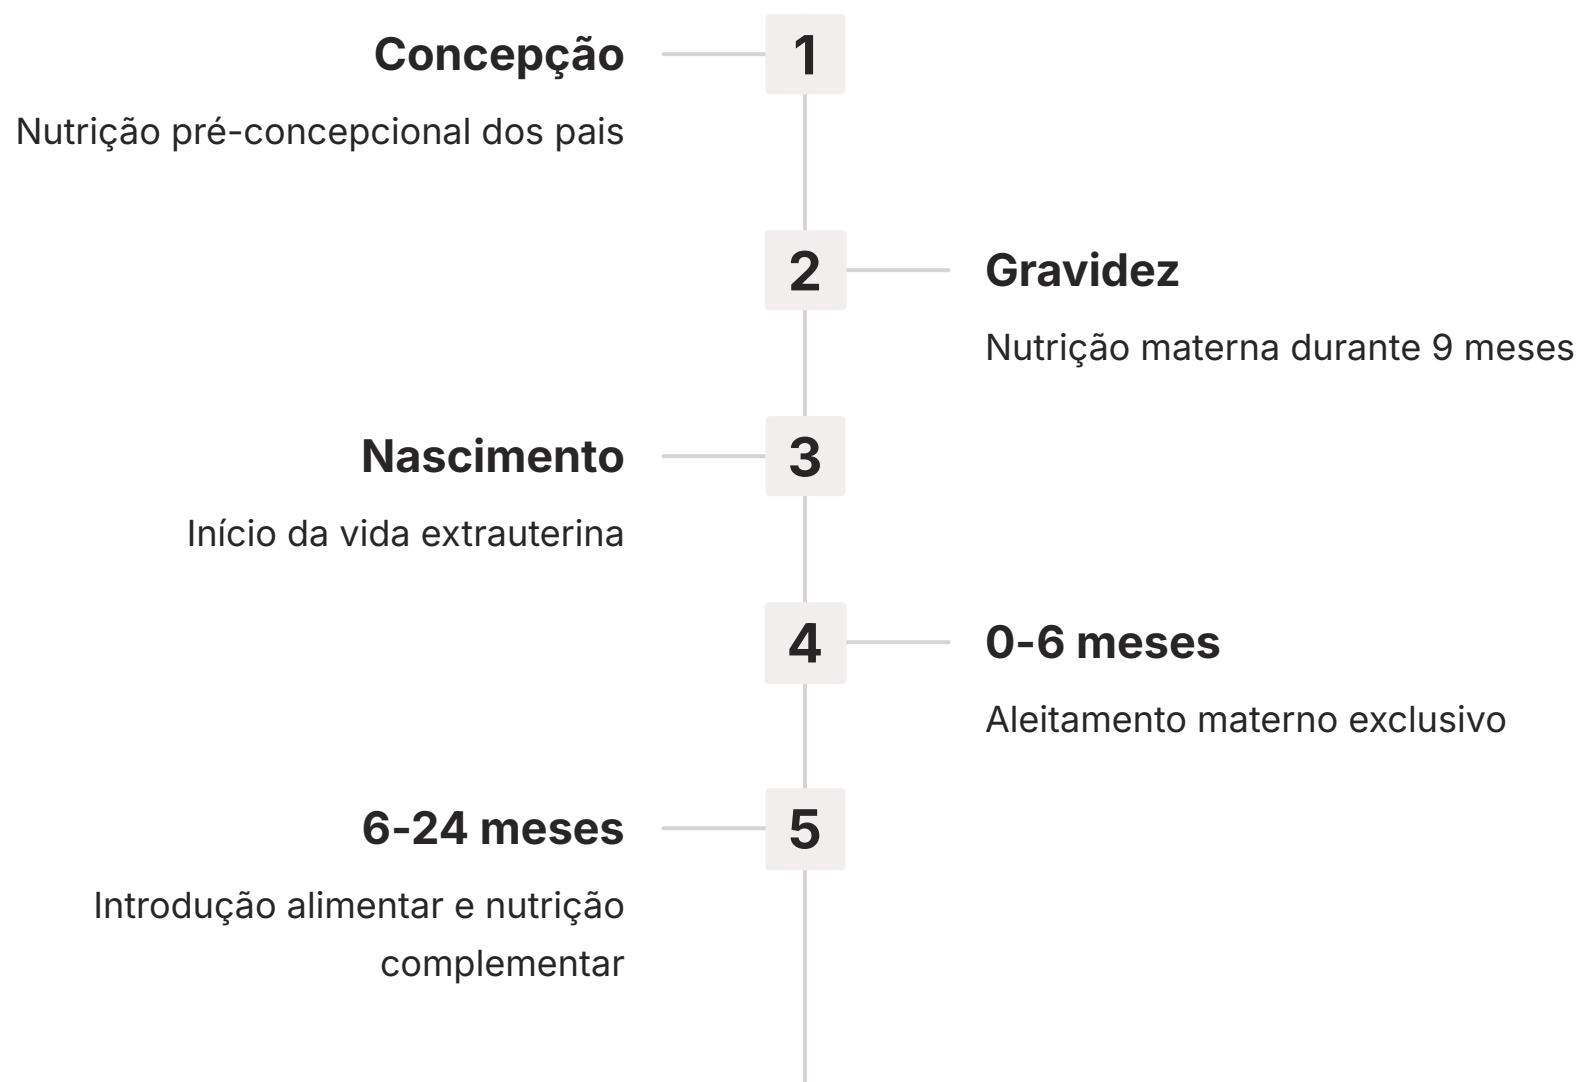 1
Concepção
Nutrição pré-concepcional dos pais
2
Gravidez
Nutrição materna durante 9 meses
3
Nascimento
Início da vida extrauterina
4
0-6 meses
Aleitamento materno exclusivo
5
6-24 meses
Introdução alimentar e nutrição
complementar